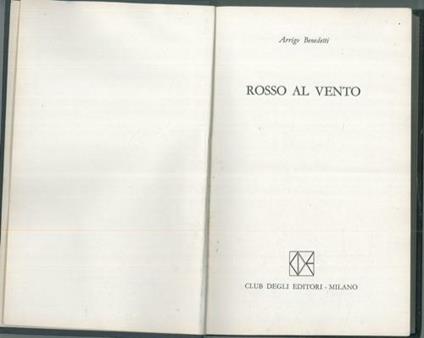 Arrigo Benedetti
ROSSO AL VENTO
CLUB DEGLI EDITORI - MILANO